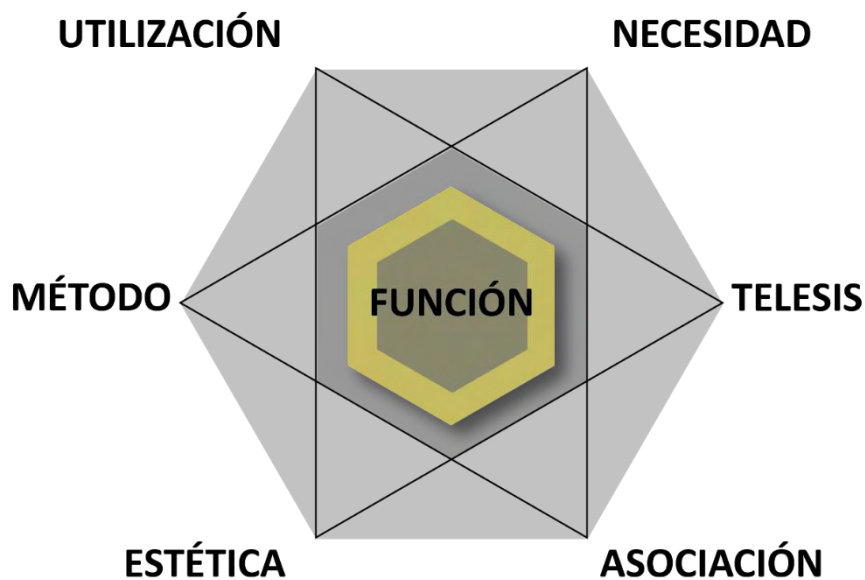 UTILIZACIÓN
NECESIDAD
MÉTODO
FUNCIÓN
TELESIS
ESTÉTICA
ASOCIACIÓN